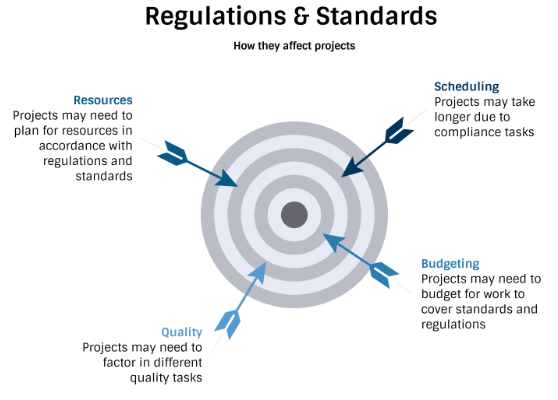 Regulations & Standards
How they affect projects
Resources
Projects may need to
plan for resources in
accordance with
regulations and
standards
Scheduling
Projects may take
longer due to
compliance tasks
Budgeting
Projects may need to
budget for work to
cover standards and
regulations
Quality
Projects may need to
factor in different
quality tasks